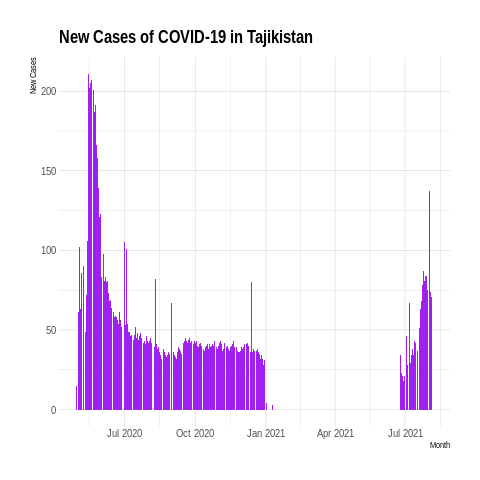 New Cases of COVID-19 in Tajikistan
New Cases
200
150
100
50
0
Jul 2020 Oct 2020 Jan 2021 Apr 2021 Jul 2021
Month